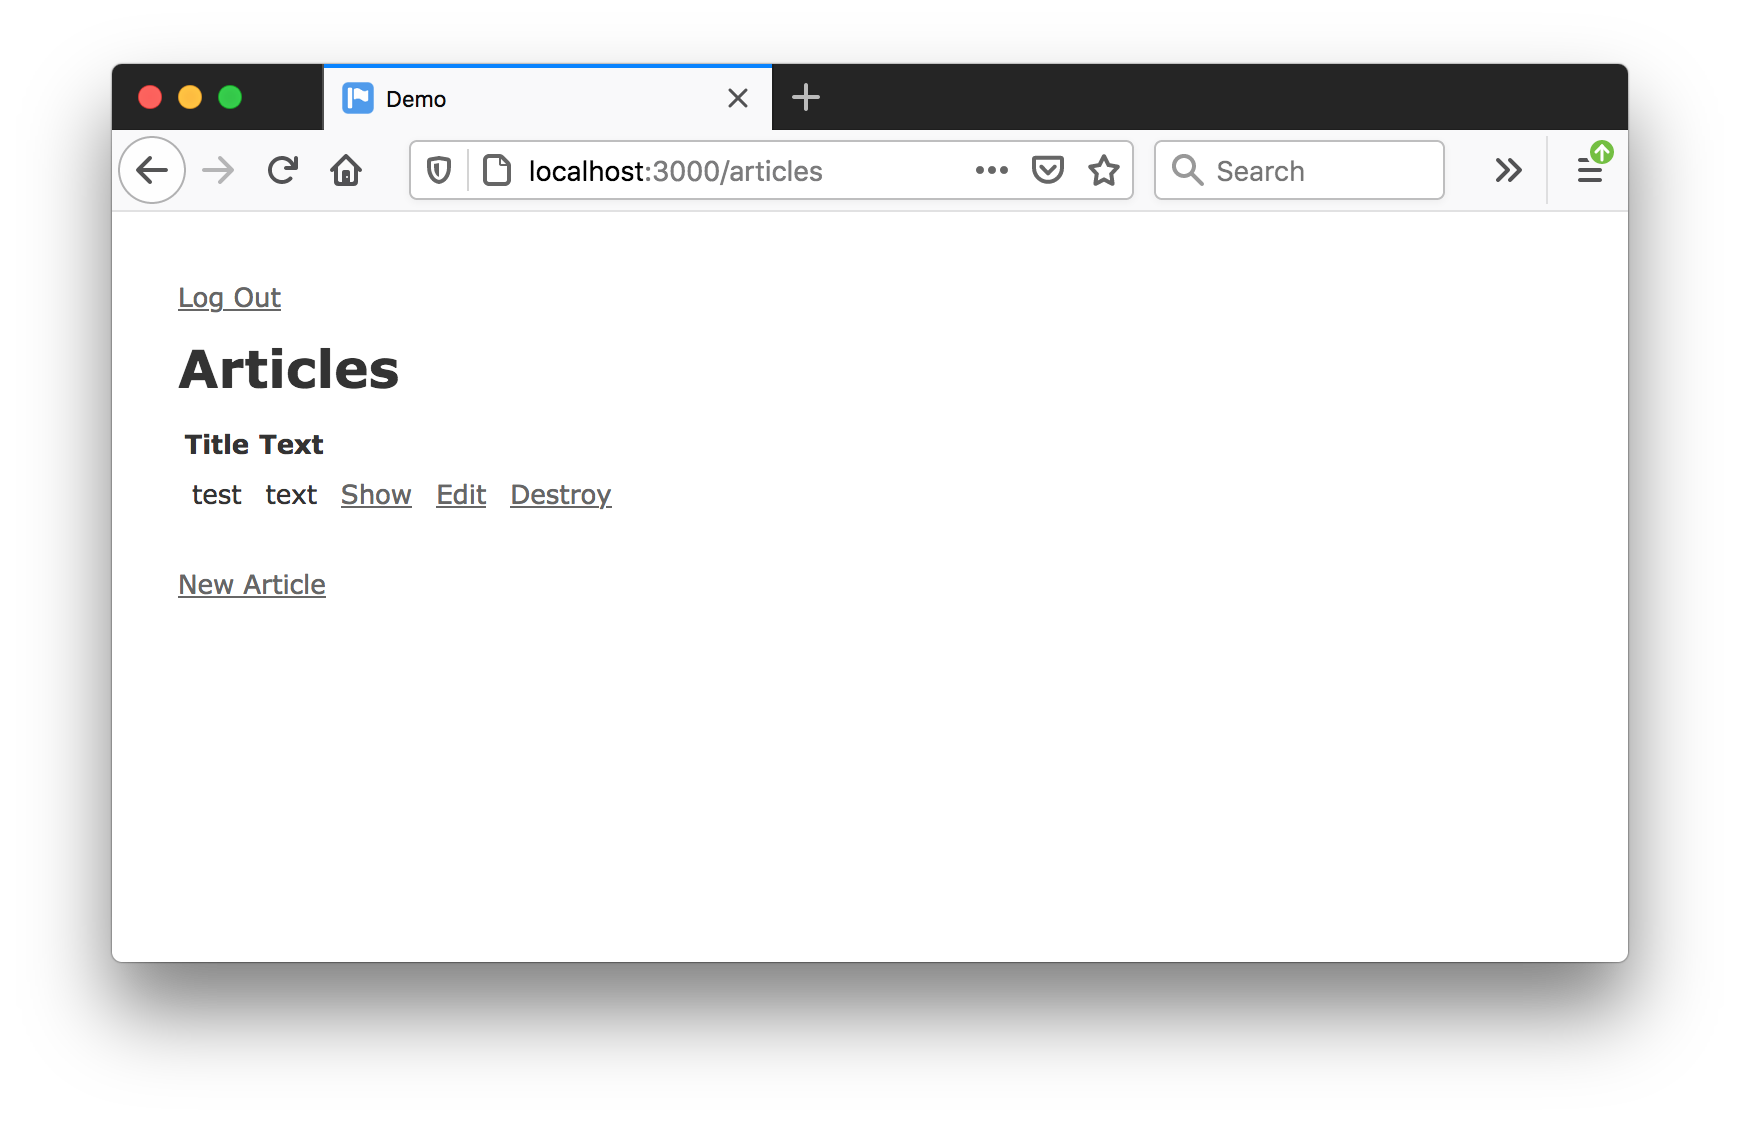 Demo
localhost:3000/articles
Search
Log Out
Articles
Title Text
test text Show Edit Destroy
New Article